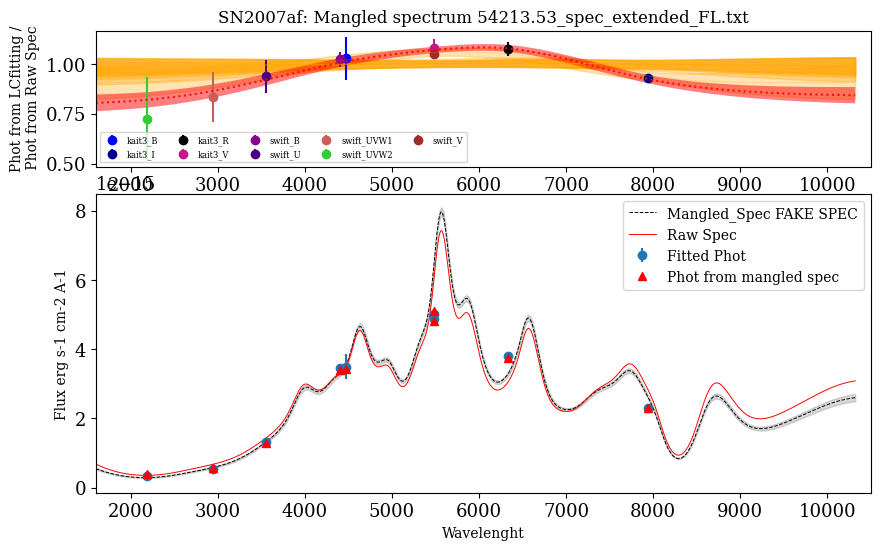 SN2007af: Mangled spectrum 54213.53_spec_extended_FL.txt
Phot from LCfitting /
Phot from Raw Spec
1.00
0.75
0.50
kait3_B kait3_R swift_B swift_UVW1 swift_V
kait3_I kait3_V swift_U swift_UVW2
2000 3000 4000 5000 6000 7000 8000 9000 10000
1e−15
Flux erg s-1 cm-2 A-1
8
6
4
2
0
Mangled_Spec FAKE SPEC
Raw Spec
Fitted Phot
Phot from mangled spec
2000 3000 4000 5000 6000 7000 8000 9000 10000
Wavelenght